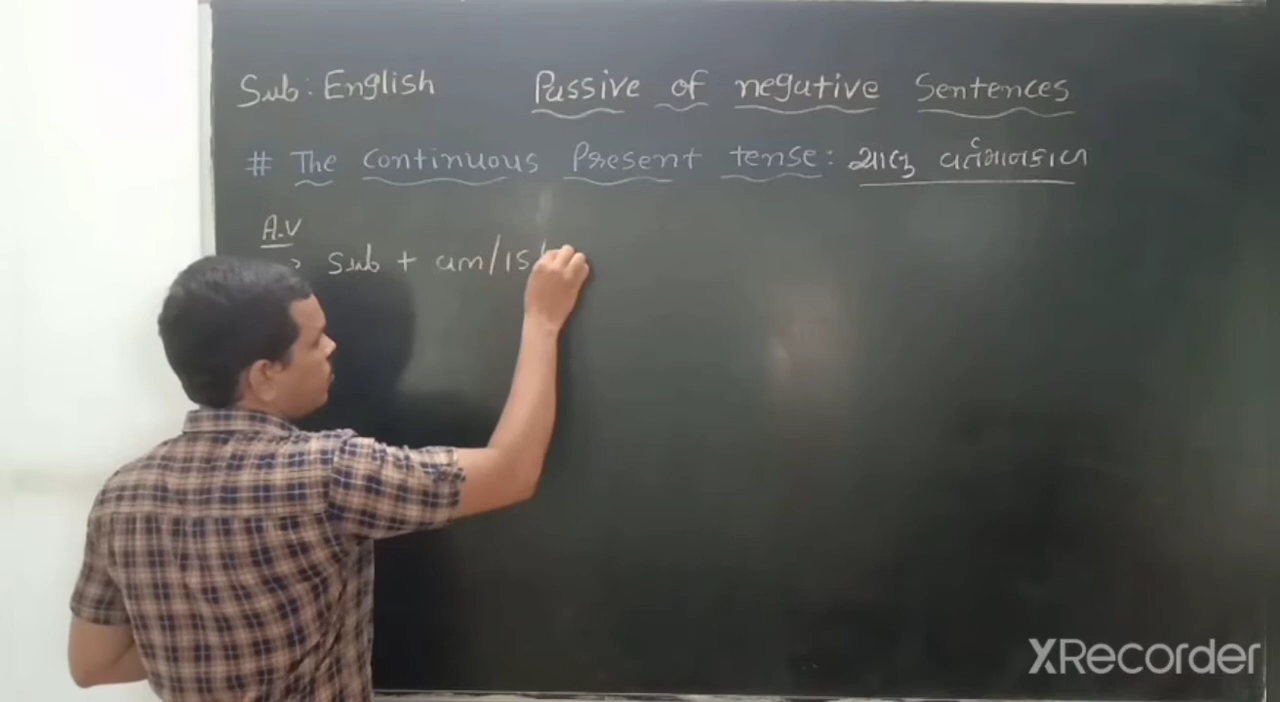 Sub: English Passive of negative Sentences
# The Continuous Present tense: ચાલુ વર્તમાનકાળ
A.V
→ Sub + am/is/
XRecorder